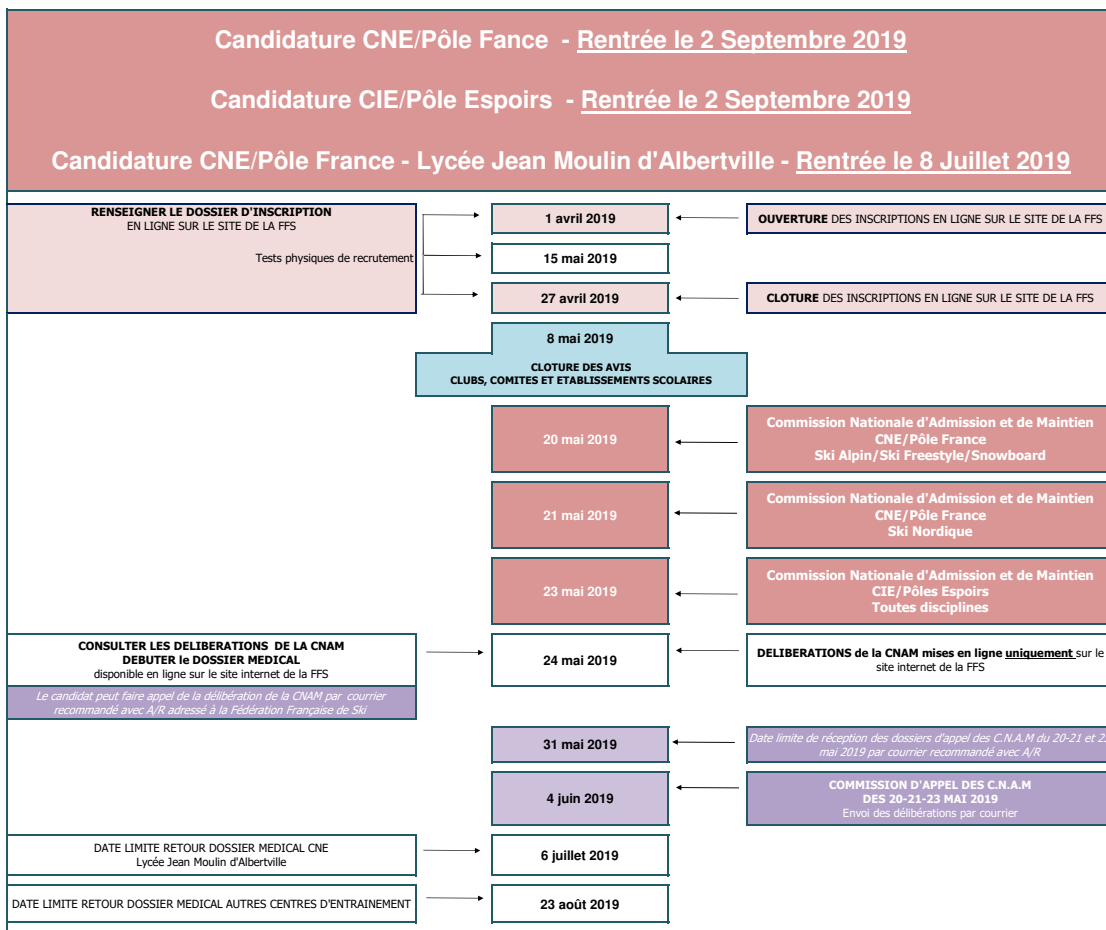 Candidature CNE/Pôle Fance - Rentrée le 2 Septembre 2019
Candidature CIE/Pôle Espoirs - Rentrée le 2 Septembre 2019
Candidature CNE/Pôle France - Lycée Jean Moulin d'Albertville - Rentrée le 8 Juillet 2019
RENSEIGNER LE DOSSIER D'INSCRIPTION
EN LIGNE SUR LE SITE DE LA FFS
1 avril 2019
OUVERTURE DES INSCRIPTIONS EN LIGNE SUR LE SITE DE LA FFS
Tests physiques de recrutement
15 mai 2019
27 avril 2019
CLOTURE DES INSCRIPTIONS EN LIGNE SUR LE SITE DE LA FFS
8 mai 2019
CLOTURE DES AVIS
CLUBS, COMITES ET ETABLISSEMENTS SCOLAIRES
20 mai 2019
Commission Nationale d'Admission et de Maintien
CNE/Pôle France
Ski Alpin/Ski Freestyle/Snowboard
21 mai 2019
Commission Nationale d'Admission et de Maintien
CNE/Pôle France
Ski Nordique
23 mai 2019
Commission Nationale d'Admission et de Maintien
CIE/Pôles Espoirs
Toutes disciplines
CONSULTER LES DELIBERATIONS DE LA CNAM
DEBUTER le DOSSIER MEDICAL
disponible en ligne sur le site internet de la FFS
24 mai 2019
DELIBERATIONS de la CNAM mises en ligne uniquement sur le
site internet de la FFS
Le candidat peut faire appel de la délibération de la CNAM par courrier
recommandé avec A/R adressé à la Fédération Française de Ski
31 mai 2019
Date limite de réception des dossiers d'appel des C.N.A.M du 20-21 et
mai 2019 par courrier recommandé avec A/R
4 juin 2019
COMMISSION D'APPEL DES C.N.A.M
DES 20-21-23 MAI 2019
Envoi des délibérations par courrier
DATE LIMITE RETOUR DOSSIER MEDICAL CNE
Lycée Jean Moulin d'Albertville
6 juillet 2019
DATE LIMITE RETOUR DOSSIER MEDICAL AUTRES CENTRES D'ENTRAINEMENT
23 août 2019